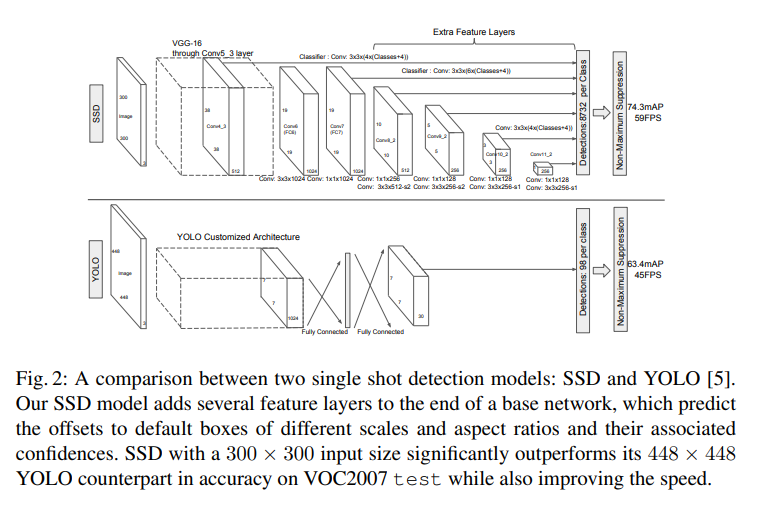 Extra Feature Layers
VGG-16
through Conv5_3 layer
Classifier : Conv: 3x3x(4x(Classes+4))
Classifier : Conv: 3x3x(6x(Classes+4))
SSD
300
Image
300
3
38
Conv4_3
38
512
19
Conv6
(FC6)
19
1024
19
Conv7
(FC7)
19
1024
10
Conv8_2
10
512
5
Conv9_2
5
256
Conv: 3x3x(4x(Classes+4))
3
Conv10_2
3
256
Conv11_2
256
Conv: 3x3x1024
Conv: 1x1x1024
Conv: 1x1x256
Conv: 3x3x512-s2
Conv: 1x1x128
Conv: 3x3x256-s2
Conv: 1x1x128
Conv: 3x3x256-s1
Conv: 1x1x128
Conv: 3x3x256-s1
Detections:8732 per Class
Non-Maximum Suppression
74.3mAP
59FPS
YOLO
448
Image
448
3
YOLO Customized Architecture
7
7
1024
Fully Connected
Fully Connected
7
7
30
Detections: 98 per class
Non-Maximum Suppression
63.4mAP
45FPS
Fig. 2: A comparison between two single shot detection models: SSD and YOLO [5].
Our SSD model adds several feature layers to the end of a base network, which predict
the offsets to default boxes of different scales and aspect ratios and their associated
confidences. SSD with a 300 × 300 input size significantly outperforms its 448 × 448
YOLO counterpart in accuracy on VOC2007 test while also improving the speed.